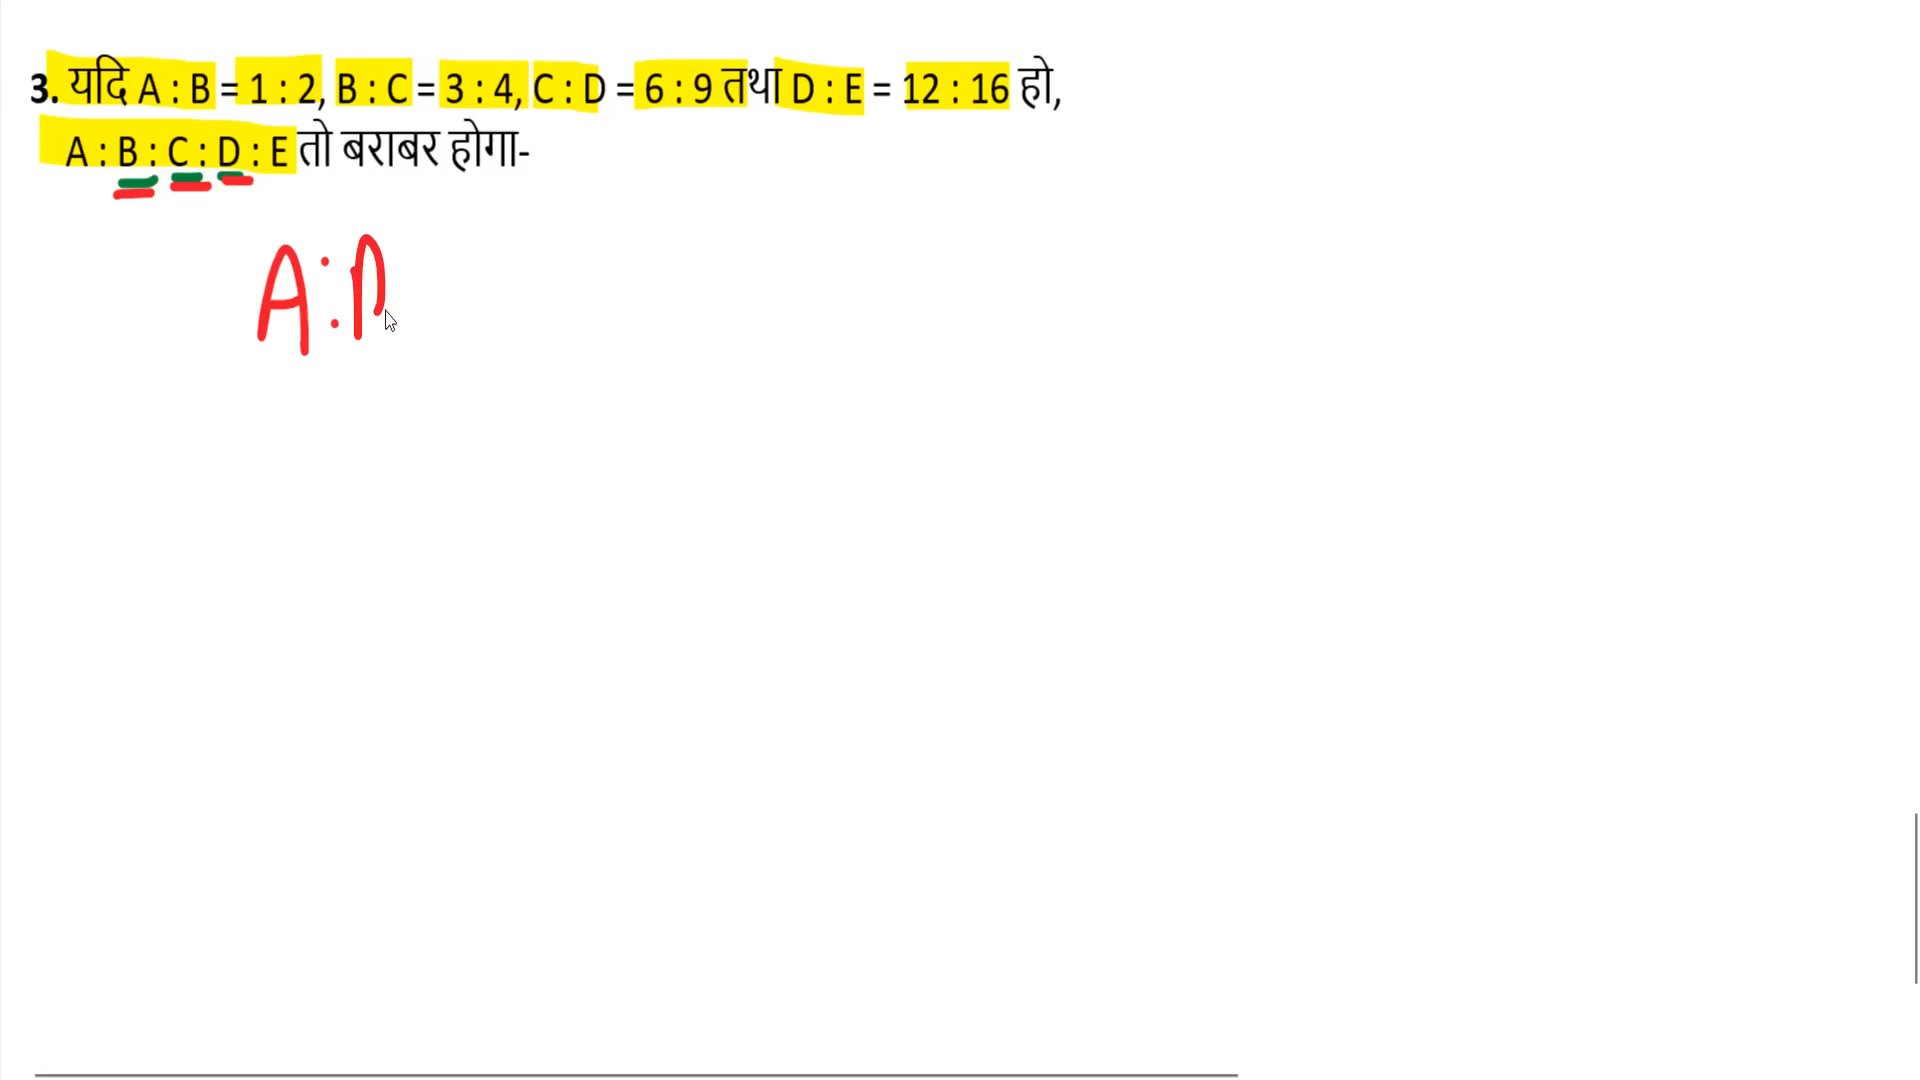 3. यदि A : B = 1 : 2, B : C = 3 : 4, C : D = 6 : 9 तथा D : E = 12 : 16 हो,
A : B : C : D : E तो बराबर होगा-
A :